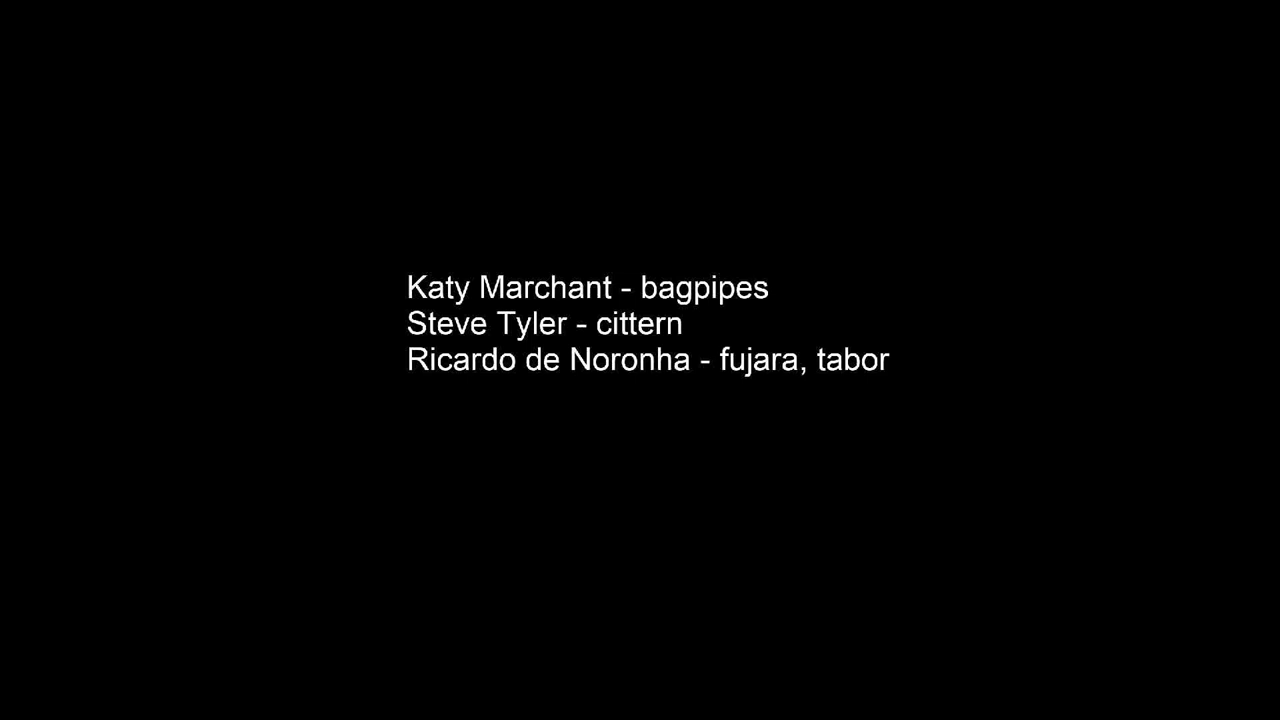 Katy Marchant - bagpipes
Steve Tyler - cittern
Ricardo de Noronha - fujara, tabor